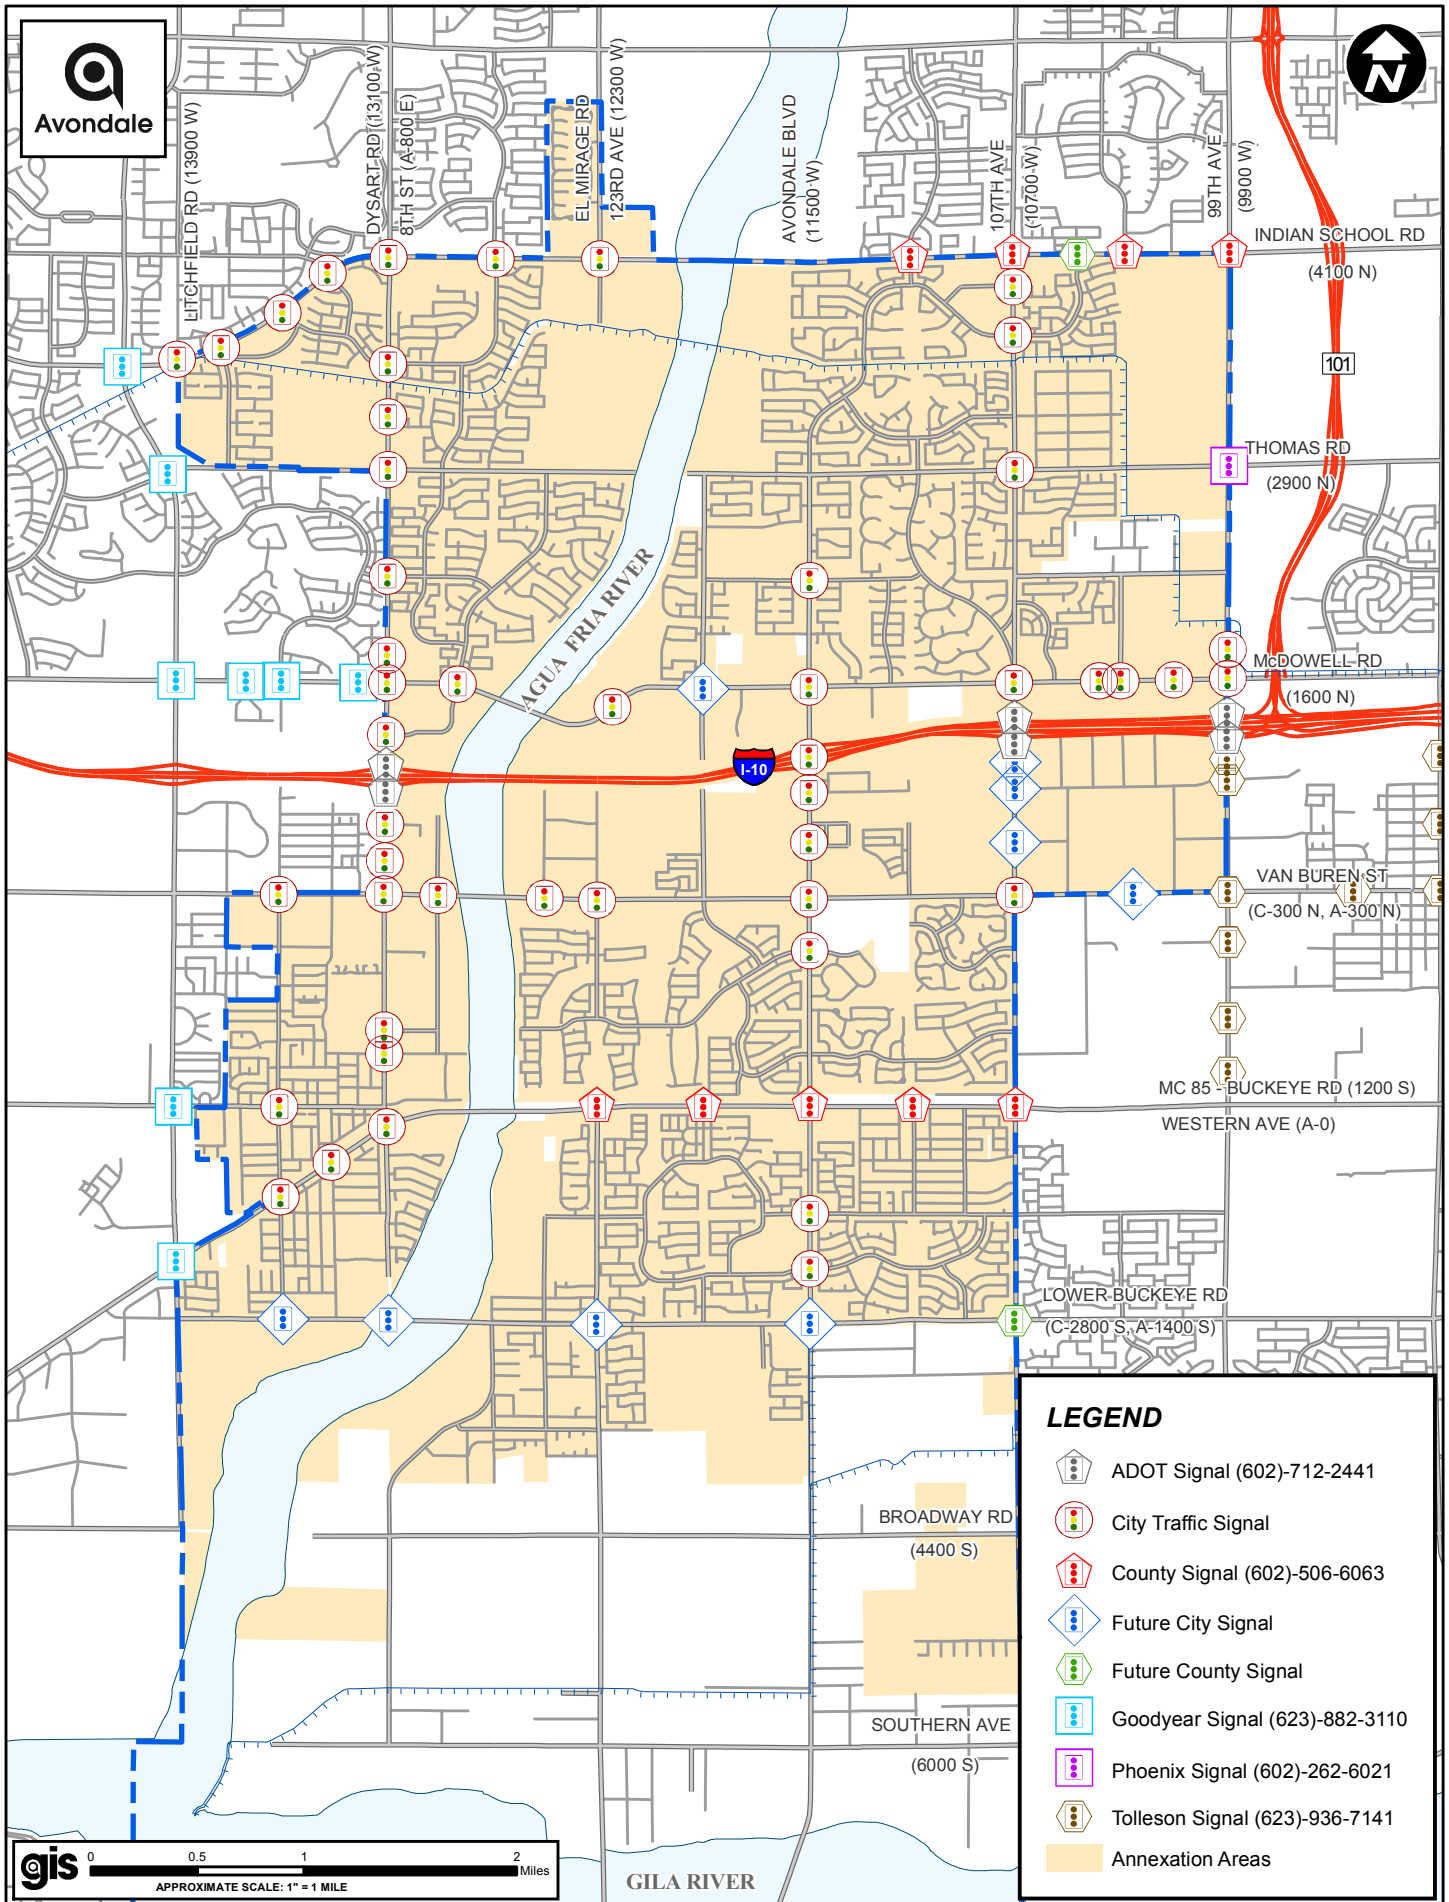 Avondale
N
LITCHFIELD RD (13900 W)
DYSART RD (13100 W)
8TH ST (A-800 E)
EL MIRAGE RD
123RD AVE (12300 W)
AVONDALE BLVD
(11500 W)
107TH AVE
(10700 W)
99TH AVE
(9900 W)
INDIAN SCHOOL RD
(4100 N)
101
THOMAS RD
(2900 N)
AGUA FRIA RIVER
McDOWELL RD
(1600 N)
I-10
VAN BUREN ST
(C-300 N, A-300 N)
MC 85 - BUCKEYE RD (1200 S)
WESTERN AVE (A-0)
LOWER BUCKEYE RD
(C-2800 S, A-1400 S)
BROADWAY RD
(4400 S)
SOUTHERN AVE
(6000 S)
GILA RIVER
LEGEND
ADOT Signal (602)-712-2441
City Traffic Signal
County Signal (602)-506-6063
Future City Signal
Future County Signal
Goodyear Signal (623)-882-3110
Phoenix Signal (602)-262-6021
Tolleson Signal (623)-936-7141
Annexation Areas
gis
0 0.5 1 2
Miles
APPROXIMATE SCALE: 1" = 1 MILE